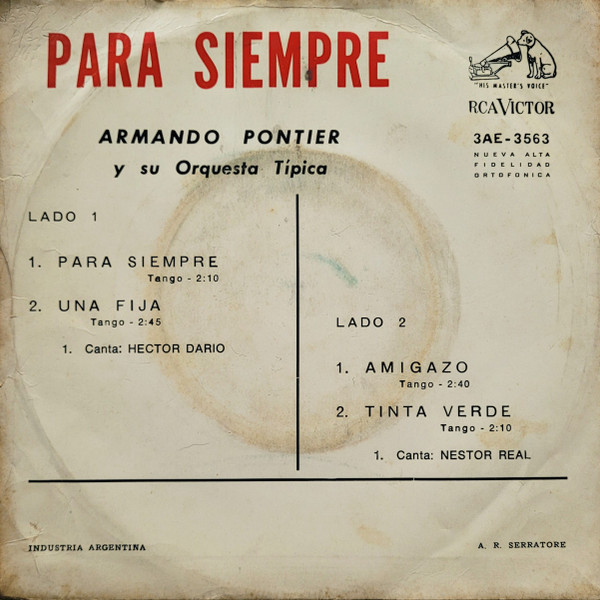 PARA SIEMPRE
"HIS MASTER'S VOICE"
RCA VICTOR
ARMANDO PONTIER
y su Orquesta Típica
3AE-3563
NUEVA ALTA
FIDELIDAD
ORTOFONICA
LADO 1
1. PARA SIEMPRE
Tango - 2:10
2. UNA FIJA
Tango - 2:45
1. Canta: HECTOR DARIO
LADO 2
1. AMIGAZO
Tango - 2:40
2. TINTA VERDE
Tango - 2:10
1. Canta: NESTOR REAL
INDUSTRIA ARGENTINA
A. R. SERRATORE